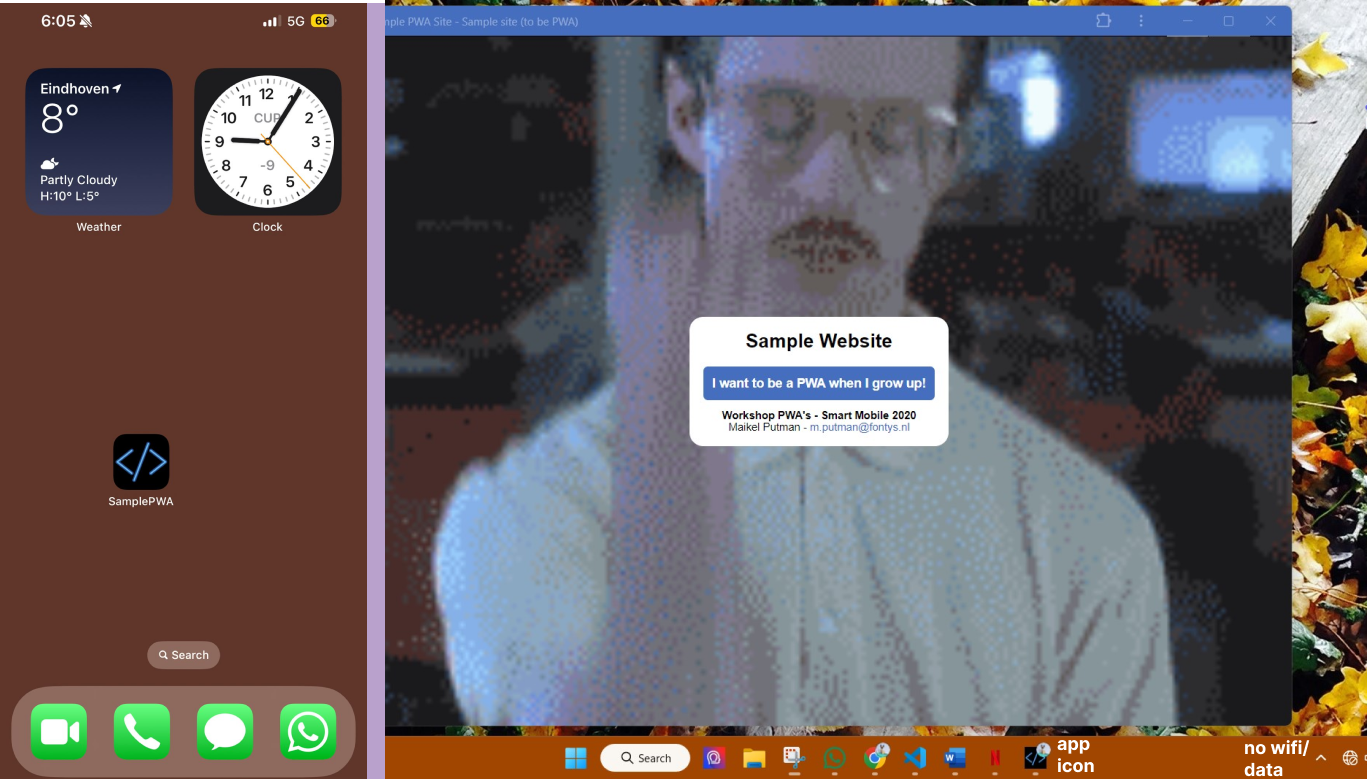 6:05
5G 66
Eindhoven
8°
Partly Cloudy
H:10° L:5°
Weather
12
11
1
10
CUP
2
9
3
8
-9
4
7
5
6
Clock
</>
SamplePWA
Search
ple PWA Site - Sample site (to be PWA)
Sample Website
I want to be a PWA when I grow up!
Workshop PWA's - Smart Mobile 2020
Maikel Putman - m.putman@fontys.nl
Search
W
N
</>
app
icon
no wifi/
data